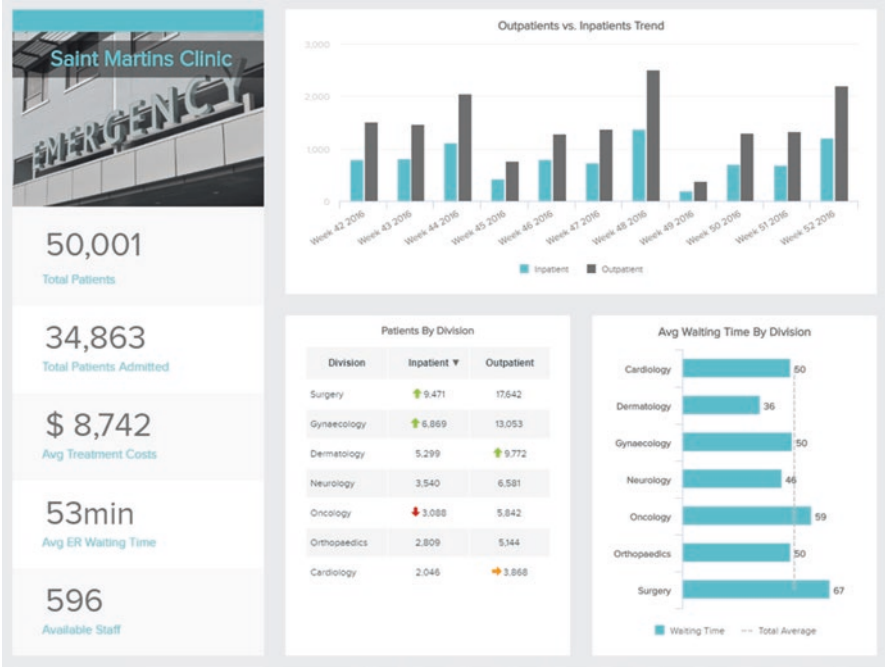 Saint Martins Clinic
EMERGENCY
50,001
Total Patients
34,863
Total Patients Admitted
$ 8,742
Avg Treatment Costs
53min
Avg ER Waiting Time
596
Available Staff
Outpatients vs. Inpatients Trend
3,000
2,000
1,000
0
Week 42 2016 Week 43 2016 Week 44 2016 Week 45 2016 Week 46 2016 Week 47 2016 Week 48 2016 Week 49 2016 Week 50 2016 Week 51 2016 Week 52 2016
Inpatient Outpatient
Patients By Division
Division Inpatient ▼ Outpatient
Surgery 9,471 17,642
Gynaecology 6,869 13,053
Dermatology 5,299 9,772
Neurology 3,540 6,581
Oncology 3,088 5,842
Orthopaedics 2,809 5,144
Cardiology 2,046 3,868
Avg Waiting Time By Division
Cardiology 50
Dermatology 36
Gynaecology 50
Neurology 46
Oncology 59
Orthopaedics 50
Surgery 67
Waiting Time Total Average